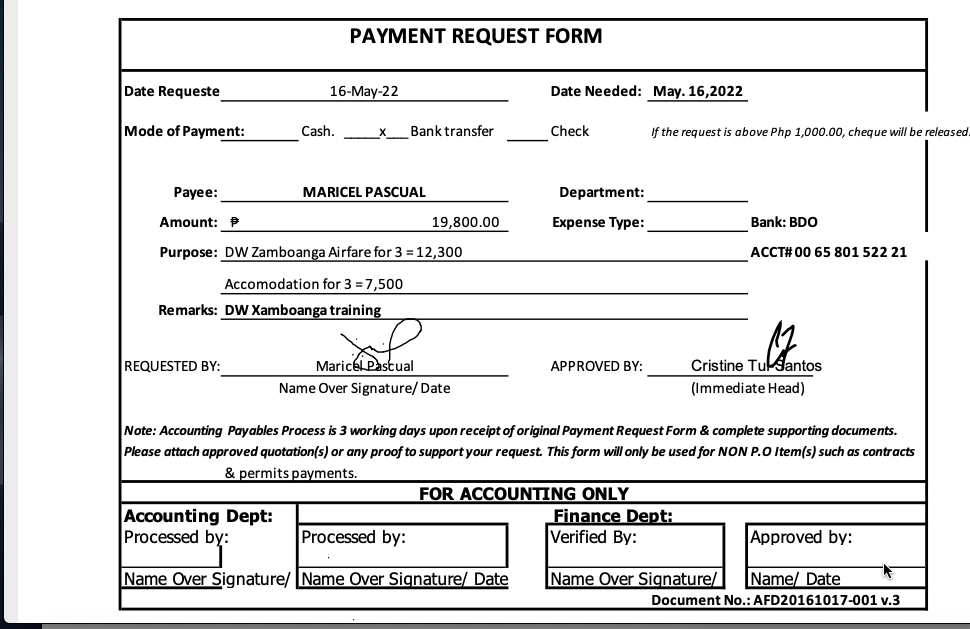 PAYMENT REQUEST FORM
Date Requeste 16-May-22 Date Needed: May. 16,2022
Mode of Payment: Cash. _____x___ Bank transfer Check If the request is above Php 1,000.00, cheque will be released.
Payee: MARICEL PASCUAL Department:
Amount: ₱ 19,800.00 Expense Type: Bank: BDO
Purpose: DW Zamboanga Airfare for 3 = 12,300 ACCT# 00 65 801 522 21
Accomodation for 3 = 7,500
Remarks: DW Xamboanga training
REQUESTED BY: Maricel Pascual APPROVED BY: Cristine Santos
Name Over Signature/ Date (Immediate Head)
Note: Accounting Payables Process is 3 working days upon receipt of original Payment Request Form & complete supporting documents.
Please attach approved quotation(s) or any proof to support your request. This form will only be used for NON P.O Item(s) such as contracts
& permits payments.
FOR ACCOUNTING ONLY
Accounting Dept: Finance Dept:
Processed by: Processed by: Verified By: Approved by:
Name Over Signature/ Name Over Signature/ Date Name Over Signature/ Name/ Date
Document No.: AFD20161017-001 v.3